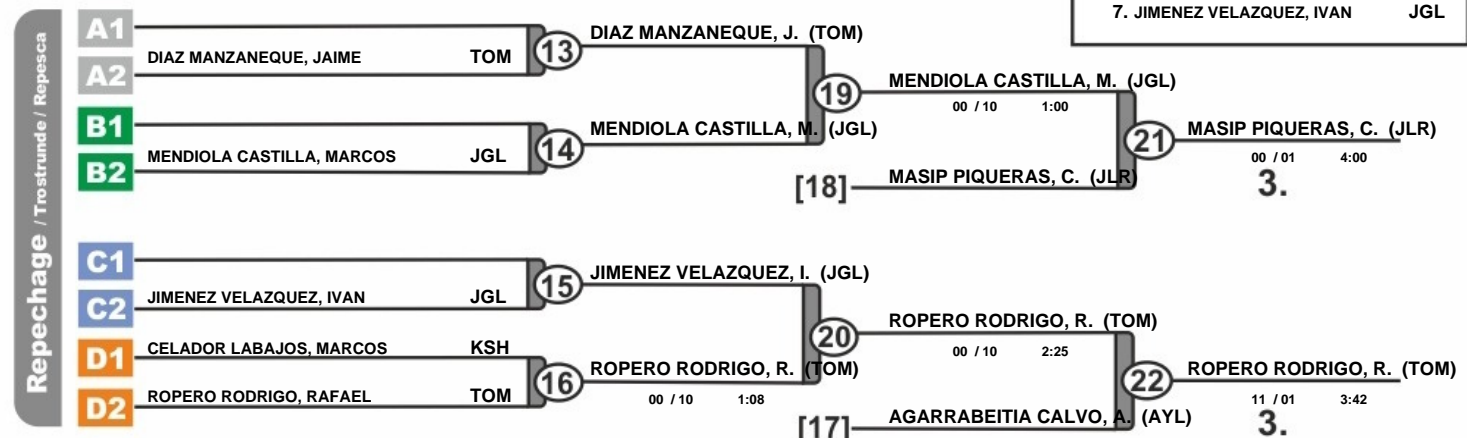 7. JIMENEZ VELAZQUEZ, IVAN JGL
Repechage / Trostrunde / Repesca
A1
DIAZ MANZANEQUE, JAIME TOM
A2
13
DIAZ MANZANEQUE, J. (TOM)
B1
MENDIOLA CASTILLA, MARCOS JGL
B2
14
MENDIOLA CASTILLA, M. (JGL)
19
MENDIOLA CASTILLA, M. (JGL)
00 / 10 1:00
[18] MASIP PIQUERAS, C. (JLR)
21
MASIP PIQUERAS, C. (JLR)
00 / 01 4:00
3.
C1
JIMENEZ VELAZQUEZ, IVAN JGL
C2
15
JIMENEZ VELAZQUEZ, I. (JGL)
D1
CELADOR LABAJOS, MARCOS KSH
ROPERO RODRIGO, RAFAEL TOM
D2
16
ROPERO RODRIGO, R. (TOM)
00 / 10 1:08
20
ROPERO RODRIGO, R. (TOM)
00 / 10 2:25
[17] AGARRABEITIA CALVO, A. (AYL)
22
ROPERO RODRIGO, R. (TOM)
11 / 01 3:42
3.